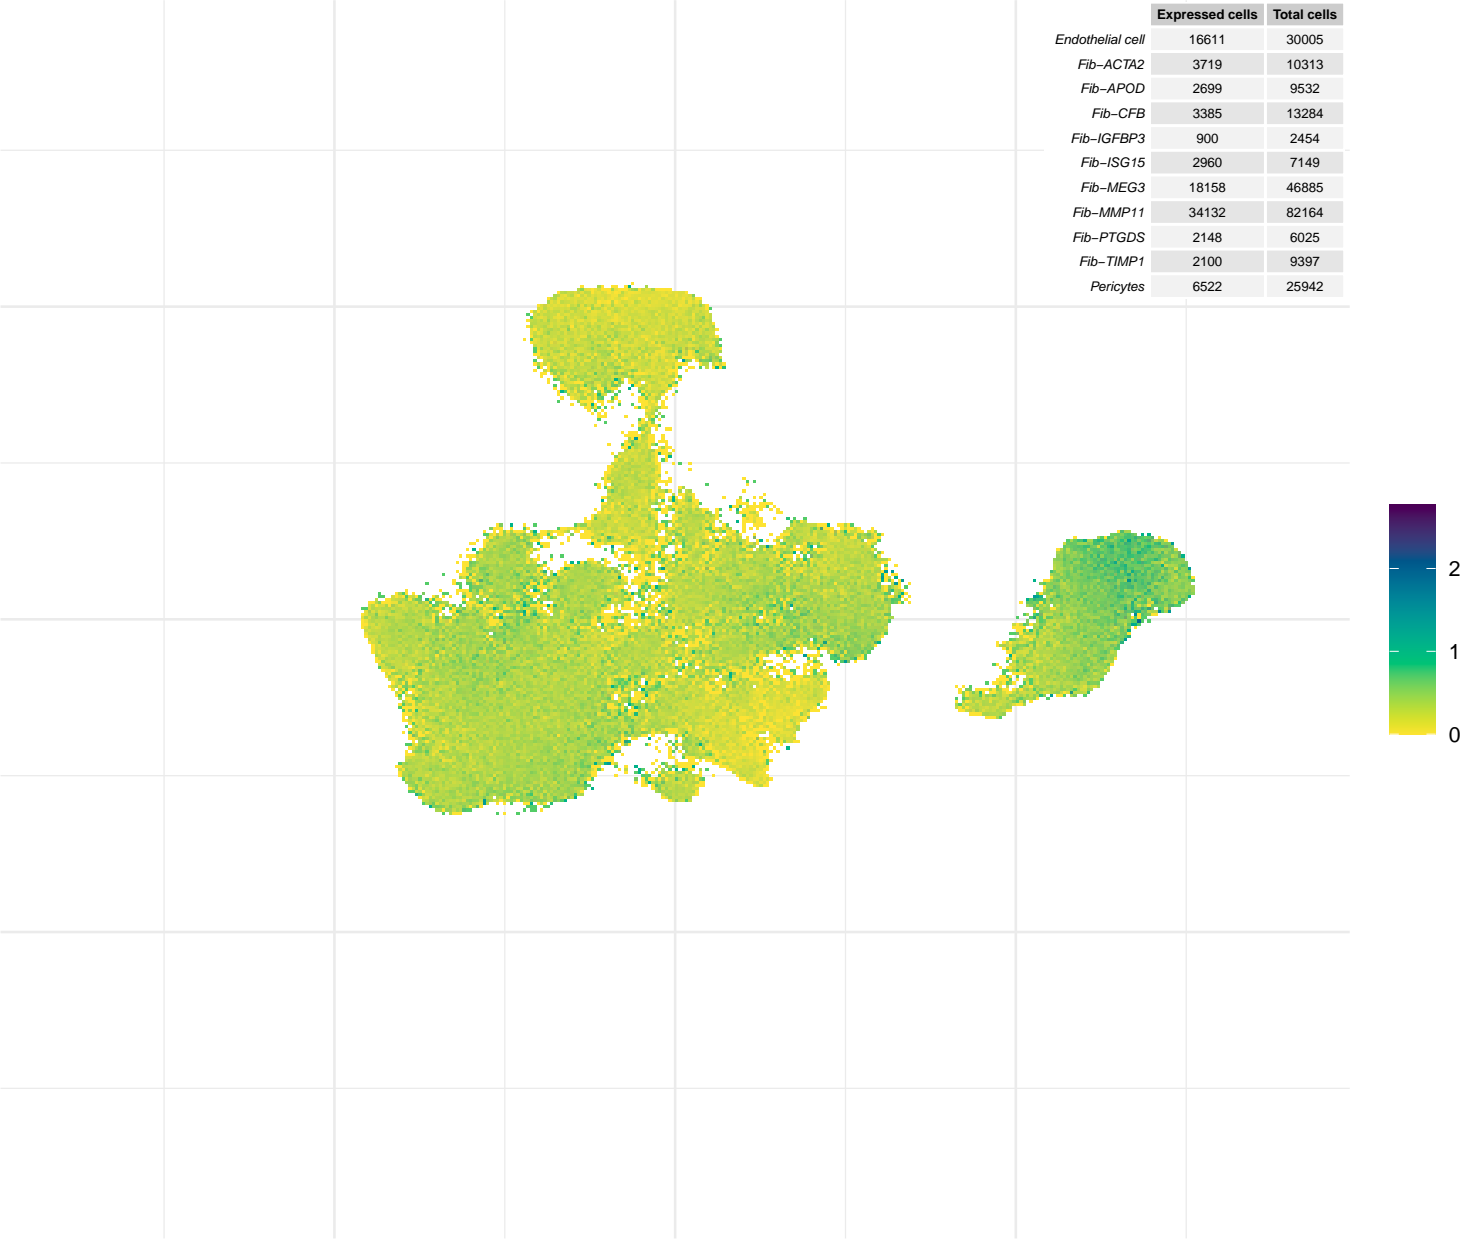 Expressed cells Total cells
Endothelial cell 16611 30005
Fib−ACTA2 3719 10313
Fib−APOD 2699 9532
Fib−CFB 3385 13284
Fib−IGFBP3 900 2454
Fib−ISG15 2960 7149
Fib−MEG3 18158 46885
Fib−MMP11 34132 82164
Fib−PTGDS 2148 6025
Fib−TIMP1 2100 9397
Pericytes 6522 25942
2
1
0